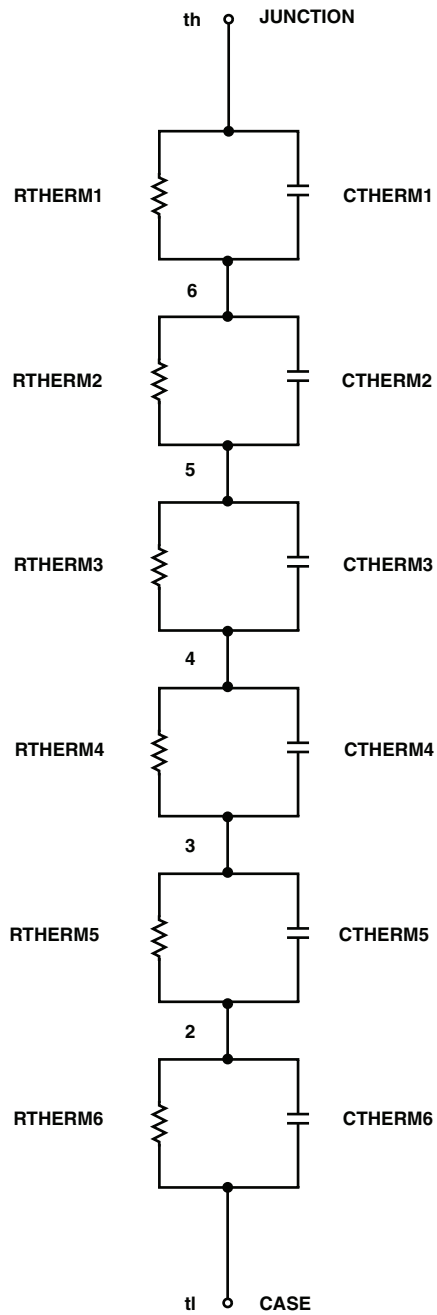 th JUNCTION
RTHERM1 CTHERM1
6
RTHERM2 CTHERM2
5
RTHERM3 CTHERM3
4
RTHERM4 CTHERM4
3
RTHERM5 CTHERM5
2
RTHERM6 CTHERM6
tl CASE